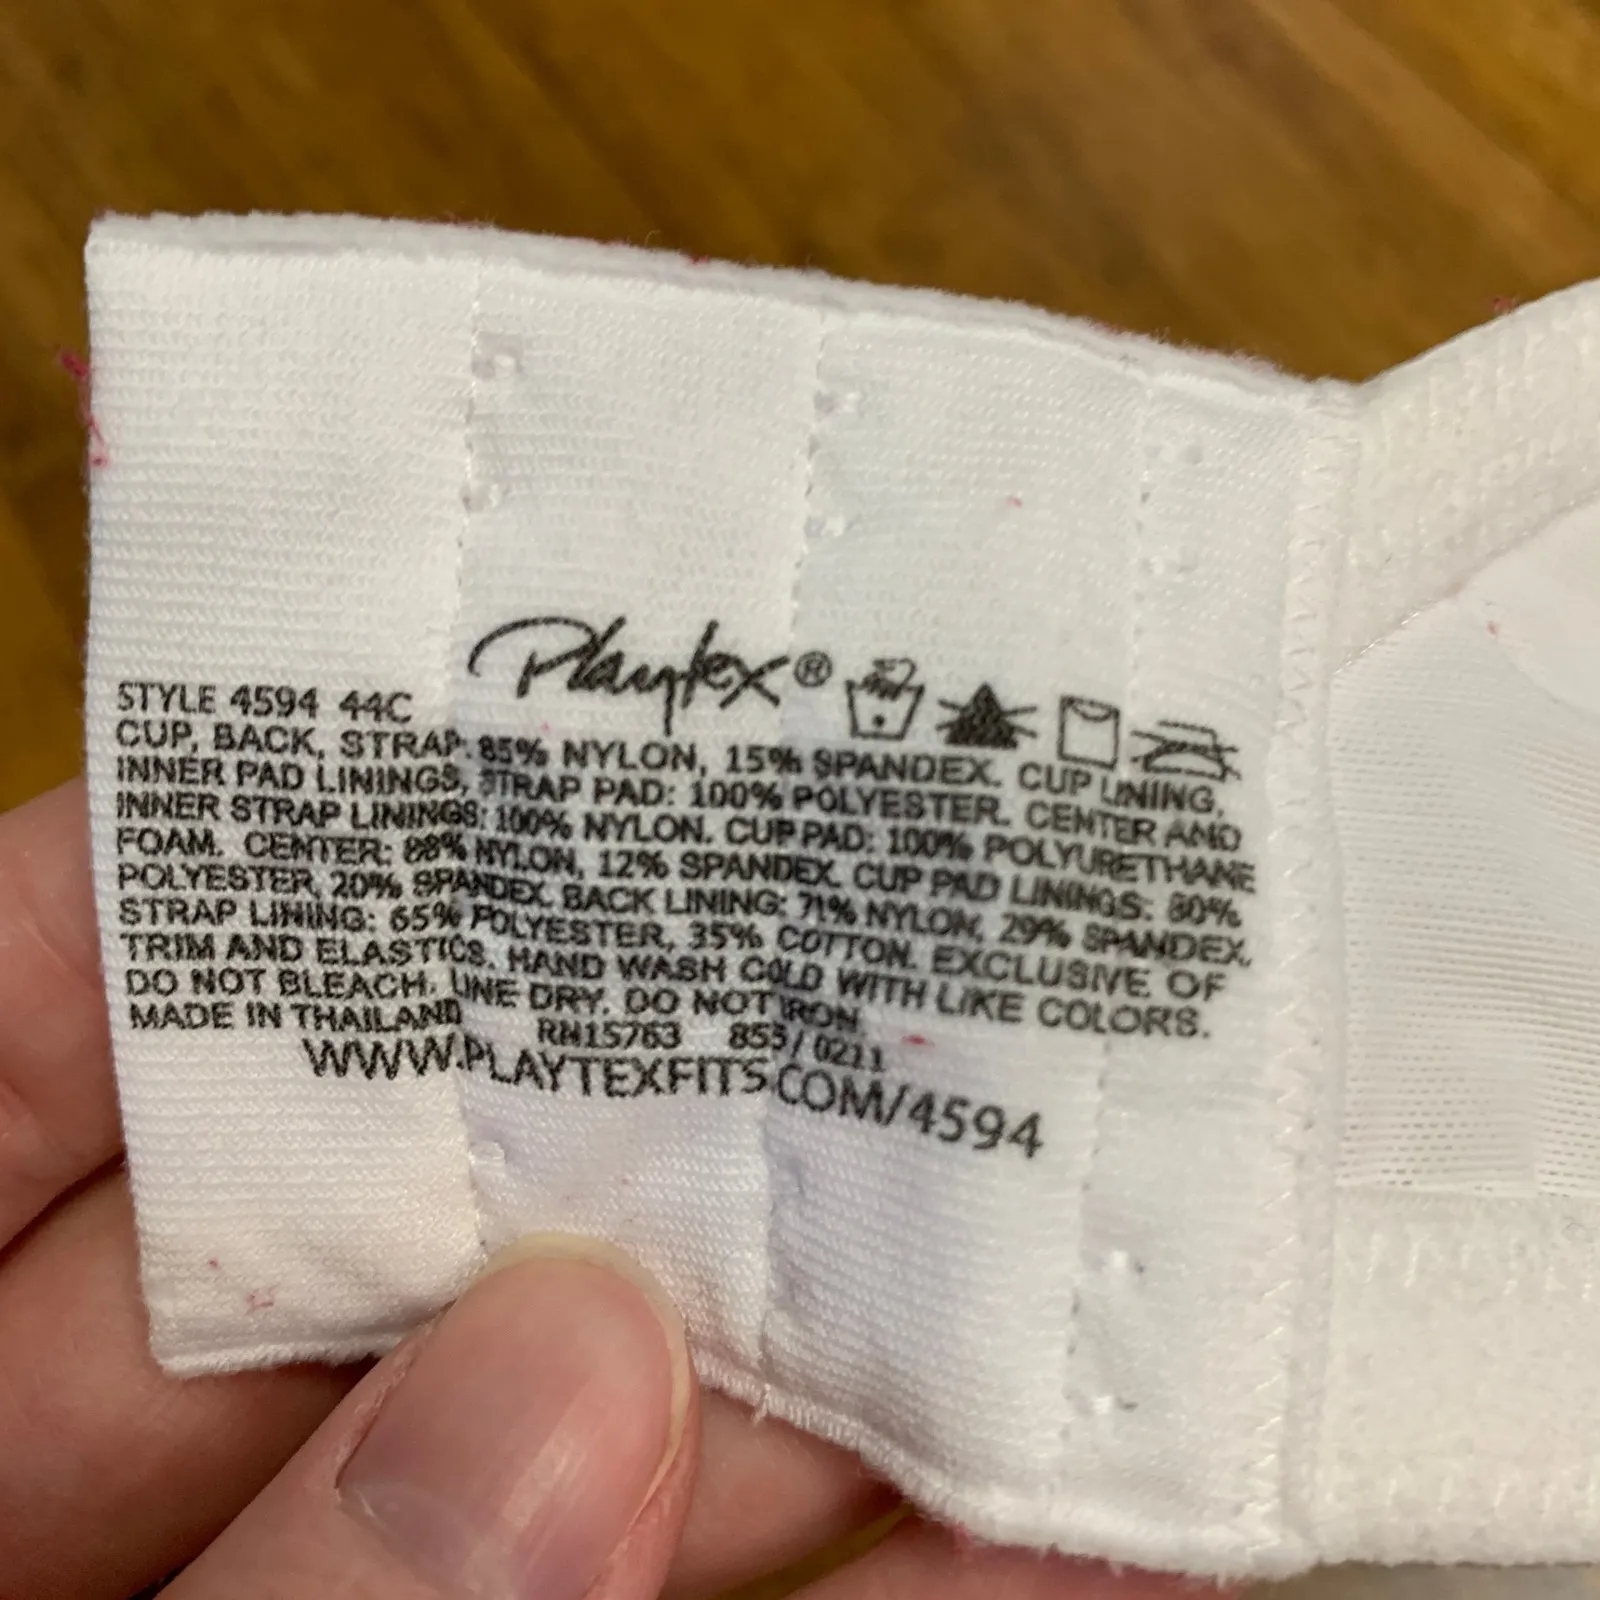 Playtex®
STYLE 4594 44C
CUP, BACK, STRAP: 85% NYLON, 15% SPANDEX. CUP LINING,
INNER PAD LININGS, STRAP PAD: 100% POLYESTER. CENTER AND
INNER STRAP LININGS: 100% NYLON. CUP PAD: 100% POLYURETHANE
FOAM. CENTER: 88% NYLON, 12% SPANDEX. CUP PAD LININGS: 80%
POLYESTER, 20% SPANDEX. BACK LINING: 71% NYLON, 29% SPANDEX.
STRAP LINING: 65% POLYESTER, 35% COTTON. EXCLUSIVE OF
TRIM AND ELASTICS. HAND WASH COLD WITH LIKE COLORS.
DO NOT BLEACH. LINE DRY. DO NOT IRON.
MADE IN THAILAND RN15763 855/0211
WWW.PLAYTEXFITS.COM/4594